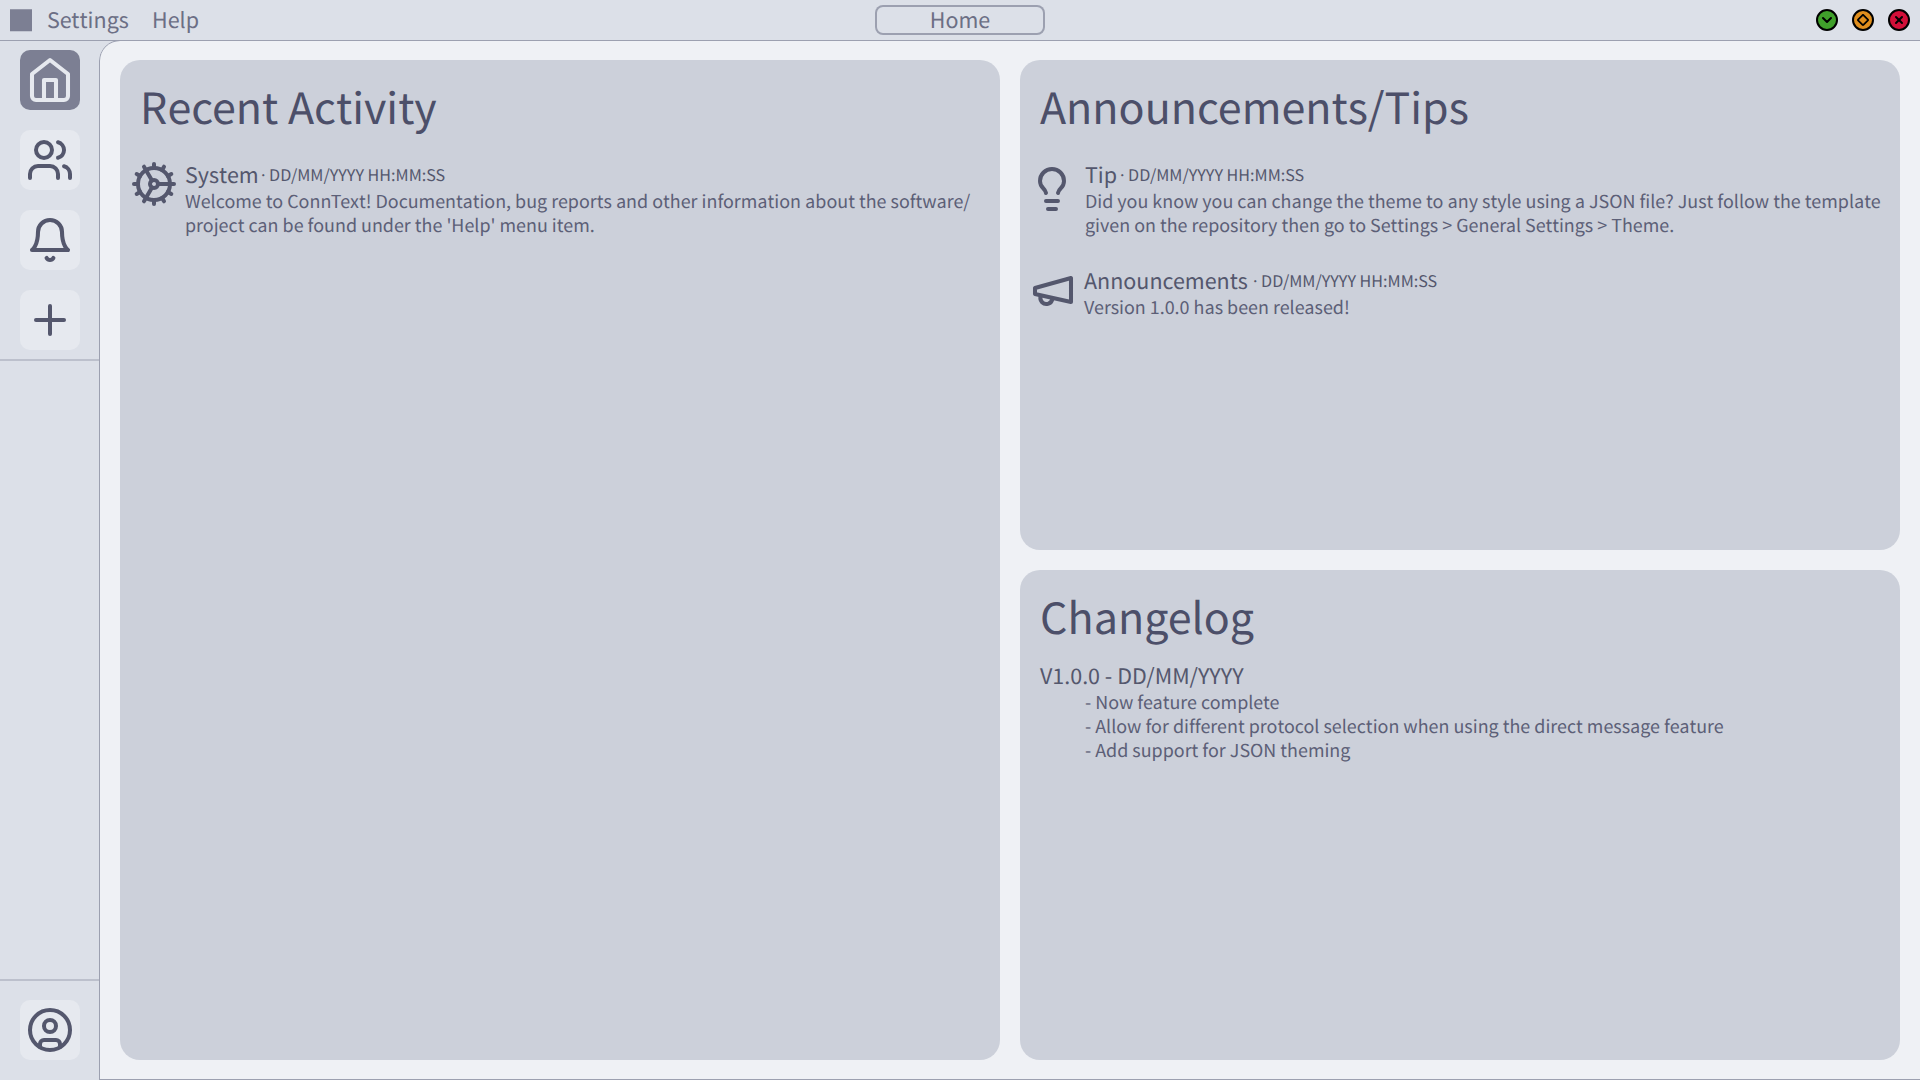 Settings Help Home
Recent Activity
System · DD/MM/YYYY HH:MM:SS
Welcome to ConnText! Documentation, bug reports and other information about the software/
project can be found under the 'Help' menu item.
Announcements/Tips
Tip · DD/MM/YYYY HH:MM:SS
Did you know you can change the theme to any style using a JSON file? Just follow the template
given on the repository then go to Settings > General Settings > Theme.
Announcements · DD/MM/YYYY HH:MM:SS
Version 1.0.0 has been released!
Changelog
V1.0.0 - DD/MM/YYYY
- Now feature complete
- Allow for different protocol selection when using the direct message feature
- Add support for JSON theming